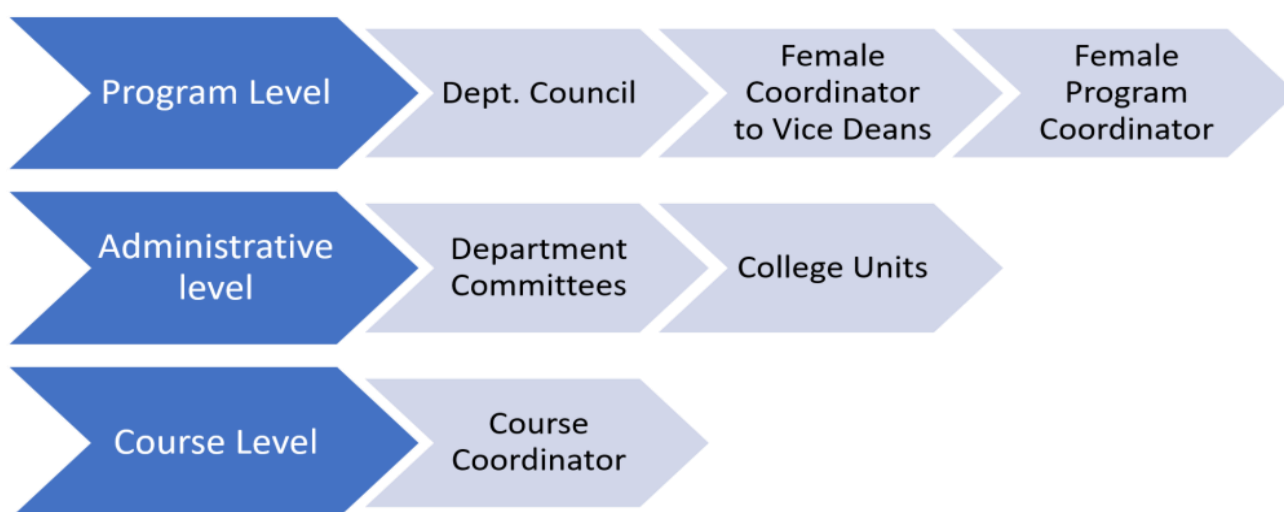 Program Level
Dept. Council
Female
Coordinator
to Vice Deans
Female
Program
Coordinator
Administrative
level
Department
Committees
College Units
Course Level
Course
Coordinator